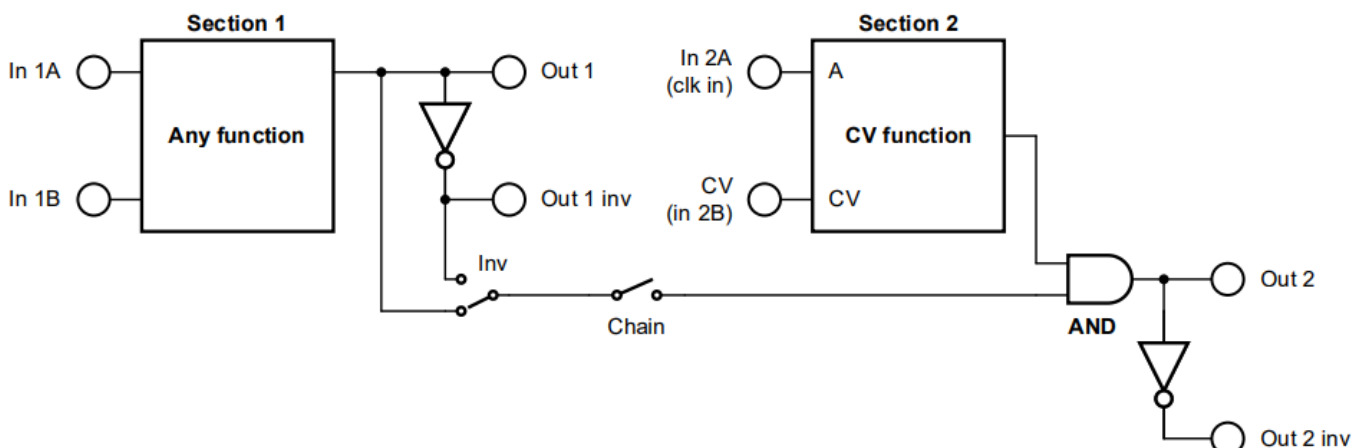 Section 1
Section 2
In 1A
Out 1
In 2A
(clk in)
A
Any function
CV function
In 1B
Out 1 inv
CV
(in 2B)
CV
Inv
Chain
AND
Out 2
Out 2 inv